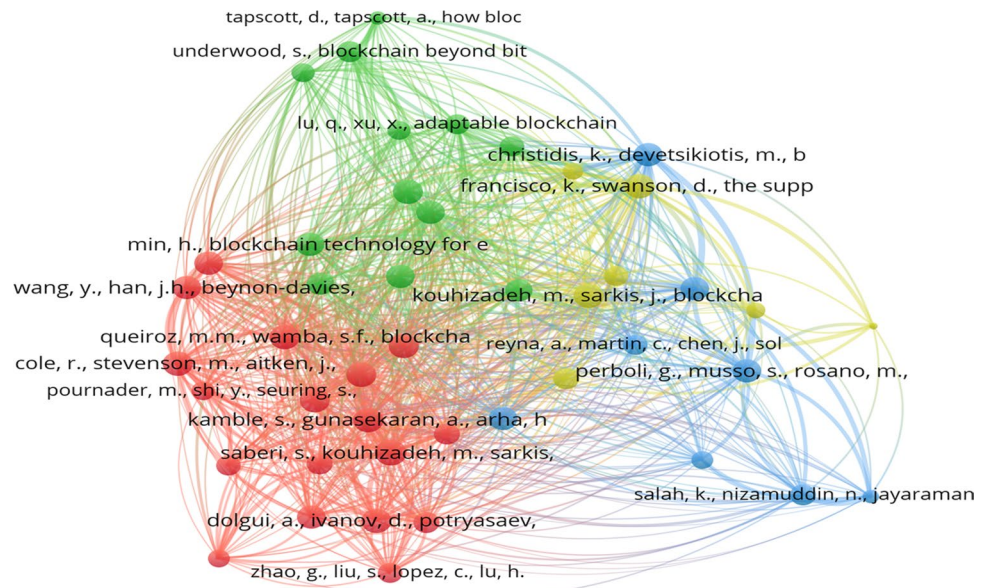 tapscott, d., tapscott, a., how bloc
underwood, s., blockchain beyond bit
lu, q., xu, x., adaptable blockchain
christidis, k., devetsikiotis, m., b
francisco, k., swanson, d., the supp
min, h., blockchain technology for e
wang, y., han, j.h., beynon-davies,
kouhizadeh, m., sarkis, j., blockcha
queiroz, m.m., wamba, s.f., blockcha
reyna, a., martin, c., chen, j., sol
cole, r., stevenson, m., aitken, j.,
perboli, g., musso, s., rosano, m.,
pournader, m., shi, y., seuring, s.,
kamble, s., gunasekaran, a., arha, h
saberi, s., kouhizadeh, m., sarkis,
salah, k., nizamuddin, n., jayaraman
dolgui, a., ivanov, d., potryasaev,
zhao, g., liu, s., lopez, c., lu, h.